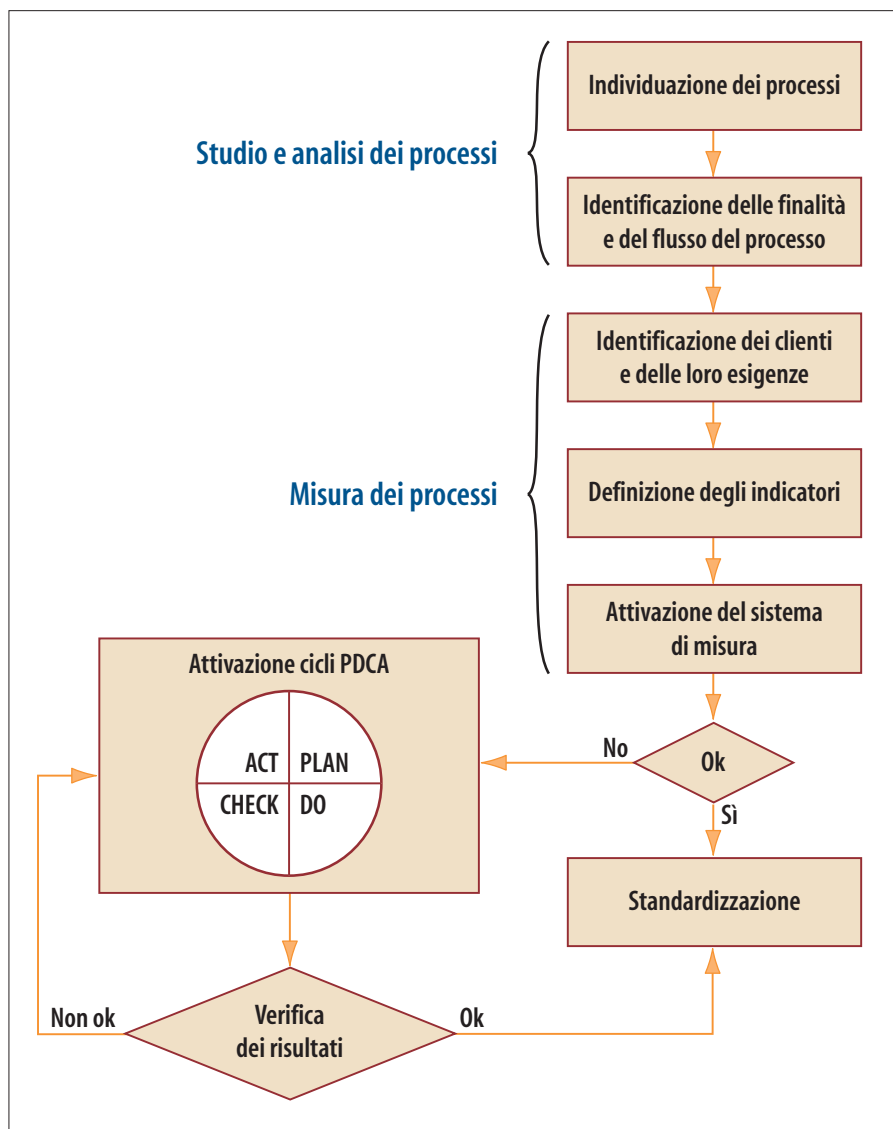 Individuazione dei processi
Studio e analisi dei processi
Identificazione delle finalità
e del flusso del processo
Identificazione dei clienti
e delle loro esigenze
Misura dei processi
Definizione degli indicatori
Attivazione del sistema
di misura
Attivazione cicli PDCA
ACT PLAN
CHECK DO
No
Ok
Sì
Standardizzazione
Non ok
Verifica
dei risultati
Ok